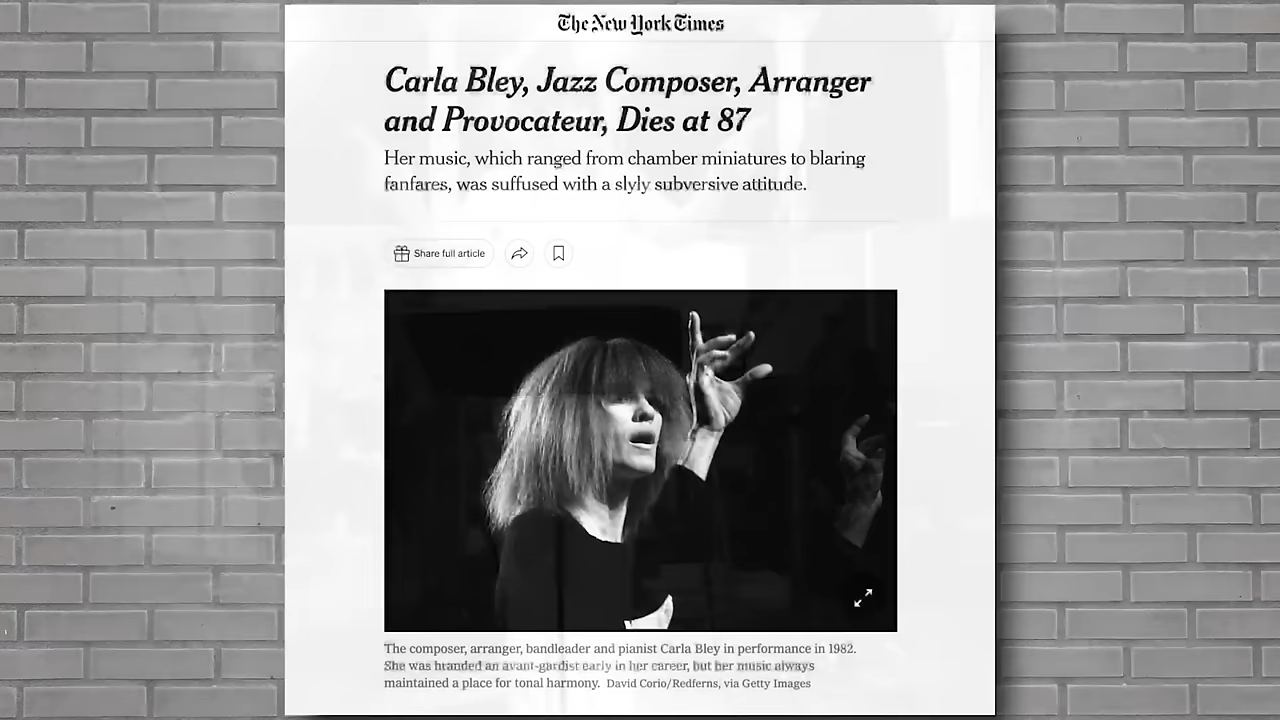 The New York Times
Carla Bley, Jazz Composer, Arranger
and Provocateur, Dies at 87
Her music, which ranged from chamber miniatures to blaring
fanfares, was suffused with a slyly subversive attitude.
Share full article
The composer, arranger, bandleader and pianist Carla Bley in performance in 1982.
She was branded an avant-gardist early in her career, but her music always
maintained a place for tonal harmony. David Corio/Redferns, via Getty Images